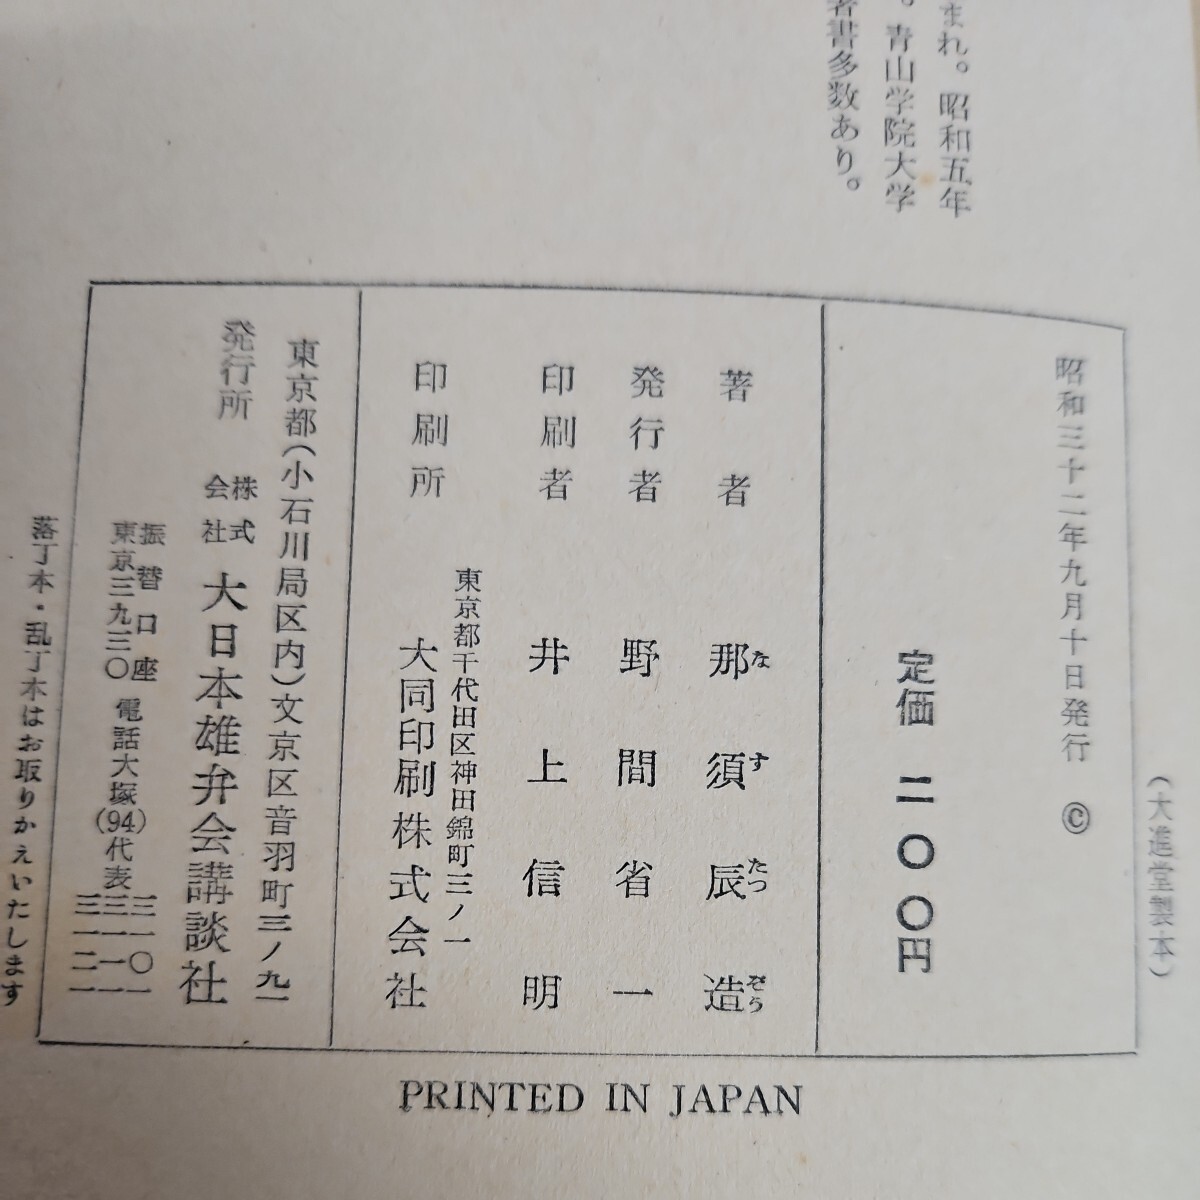 まれ。昭和五年
。青山学院大学
著書多数あり。
(大進堂製本)
昭和三十二年九月十日発行 ©
定価 二〇〇円
著者 那須辰造
なすたつぞう
発行者 野間省一
印刷者 井上信明
印刷所 東京都千代田区神田錦町三ノ一
大同印刷株式会社
東京都(小石川局区内)文京区音羽町三ノ九一
発行所 株式会社 大日本雄弁会講談社
振替口座 東京三九三〇
電話大塚(94)代表 三一〇一
三一一一
三一二一
落丁本・乱丁本はお取りかえいたします
PRINTED IN JAPAN